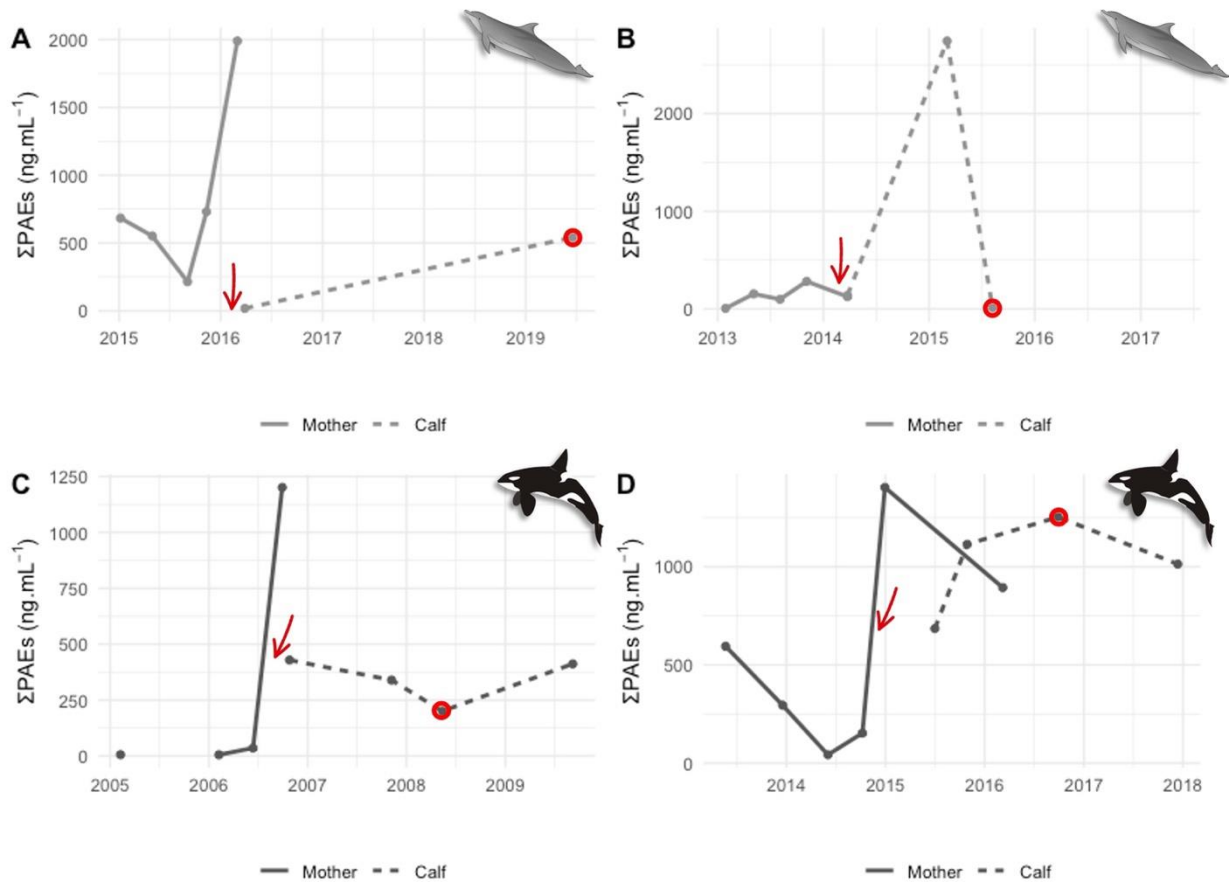 A
ΣPAEs (ng.mL⁻¹)
2000
1500
1000
500
0
2015 2016 2017 2018 2019
Mother Calf
B
ΣPAEs (ng.mL⁻¹)
2000
1000
0
2013 2014 2015 2016 2017
Mother Calf
C
ΣPAEs (ng.mL⁻¹)
1250
1000
750
500
250
0
2005 2006 2007 2008 2009
Mother Calf
D
ΣPAEs (ng.mL⁻¹)
1000
500
0
2014 2015 2016 2017 2018
Mother Calf